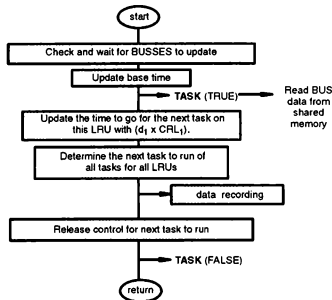 start
Check and wait for BUSSES to update
Update base time
TASK (TRUE)
Read BUS
data from
shared
memory
Update the time to go for the next task on
this LRU with (d1 x CRL1).
Determine the next task to run of
all tasks for all LRUs
data recording
Release control for next task to run
TASK (FALSE)
return